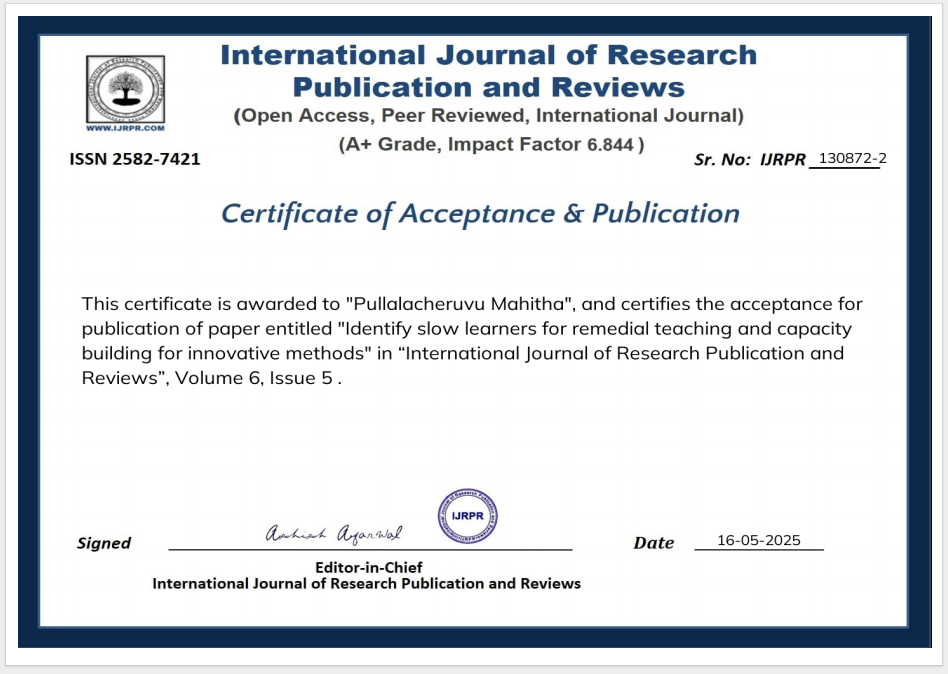 International Journal of Research
Publication and Reviews
(Open Access, Peer Reviewed, International Journal)
(A+ Grade, Impact Factor 6.844 )
WWW.IJRPR.COM
ISSN 2582-7421
Sr. No: IJRPR 130872-2
Certificate of Acceptance & Publication
This certificate is awarded to "Pullalacheruvu Mahitha", and certifies the acceptance for
publication of paper entitled "Identify slow learners for remedial teaching and capacity
building for innovative methods" in “International Journal of Research Publication and
Reviews”, Volume 6, Issue 5 .
IJRPR
Signed Ashish Agarwal
Date 16-05-2025
Editor-in-Chief
International Journal of Research Publication and Reviews